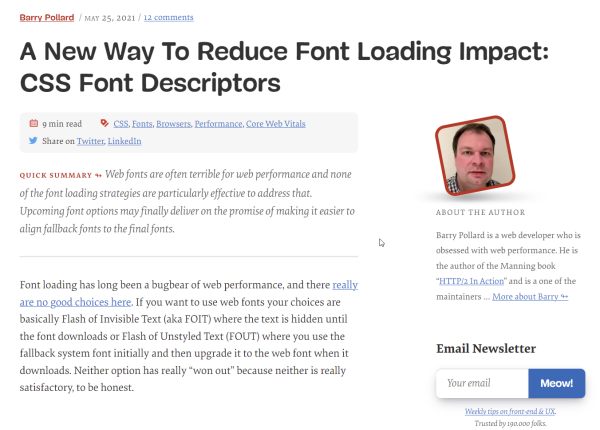 Barry Pollard / MAY 25, 2021 / 12 comments
A New Way To Reduce Font Loading Impact:
CSS Font Descriptors
9 min read
CSS, Fonts, Browsers, Performance, Core Web Vitals
Share on Twitter, LinkedIn
QUICK SUMMARY ↬ Web fonts are often terrible for web performance and none
of the font loading strategies are particularly effective to address that.
Upcoming font options may finally deliver on the promise of making it easier to
align fallback fonts to the final fonts.
Font loading has long been a bugbear of web performance, and there really
are no good choices here. If you want to use web fonts your choices are
basically Flash of Invisible Text (aka FOIT) where the text is hidden until
the font downloads or Flash of Unstyled Text (FOUT) where you use the
fallback system font initially and then upgrade it to the web font when it
downloads. Neither option has really “won out” because neither is really
satisfactory, to be honest.
ABOUT THE AUTHOR
Barry Pollard is a web developer who is
obsessed with web performance. He is
the author of the Manning book
“HTTP/2 In Action” and is a one of the
maintainers … More about Barry ↬
Email Newsletter
Your email
Meow!
Weekly tips on front-end & UX.
Trusted by 190.000 folks.